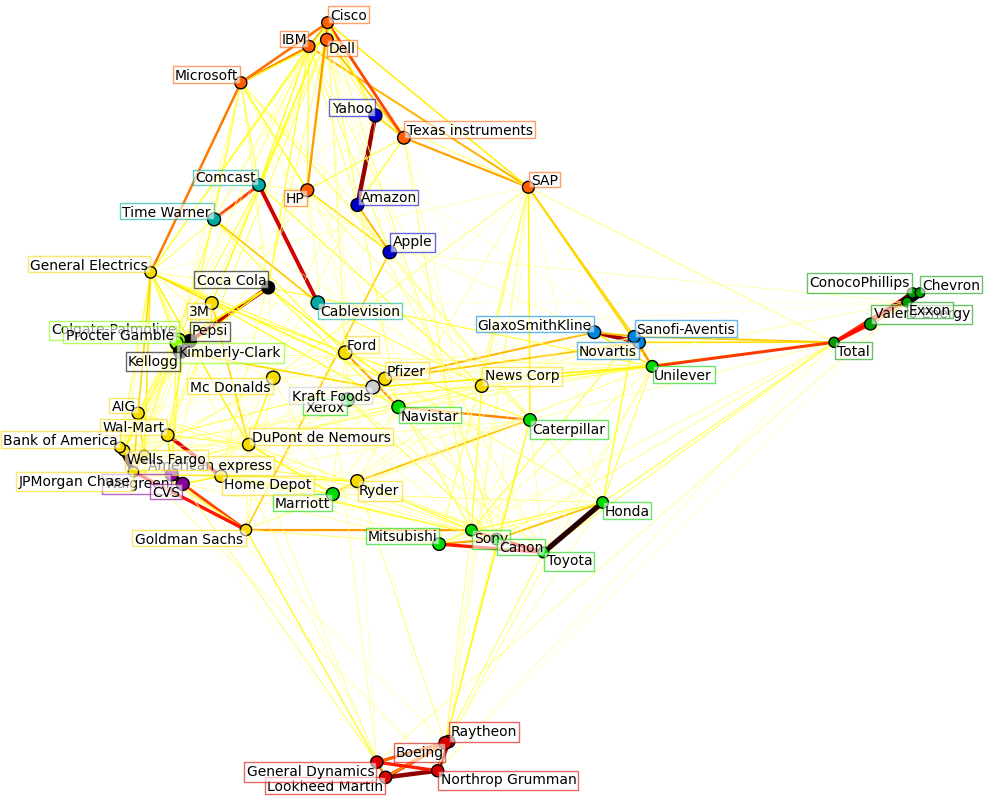 Cisco
IBM
Dell
Microsoft
Yahoo
Texas instruments
Comcast
SAP
HP
Amazon
Time Warner
Apple
General Electrics
Coca Cola
ConocoPhillips
Chevron
3M
Cablevision
Exxon
Valero Energy
GlaxoSmithKline
Sanofi-Aventis
Colgate-Palmolive
Pepsi
Procter Gamble
Kimberly-Clark
Novartis
Total
Kellogg
Ford
Pfizer
News Corp
Unilever
Mc Donalds
Kraft Foods
Xerox
Navistar
AIG
Wal-Mart
Caterpillar
Bank of America
DuPont de Nemours
Wells Fargo
American express
JPMorgan Chase
Walgreen
CVS
Home Depot
Ryder
Marriott
Honda
Goldman Sachs
Mitsubishi
Sony
Canon
Toyota
Raytheon
Boeing
General Dynamics
Northrop Grumman
Lookheed Martin